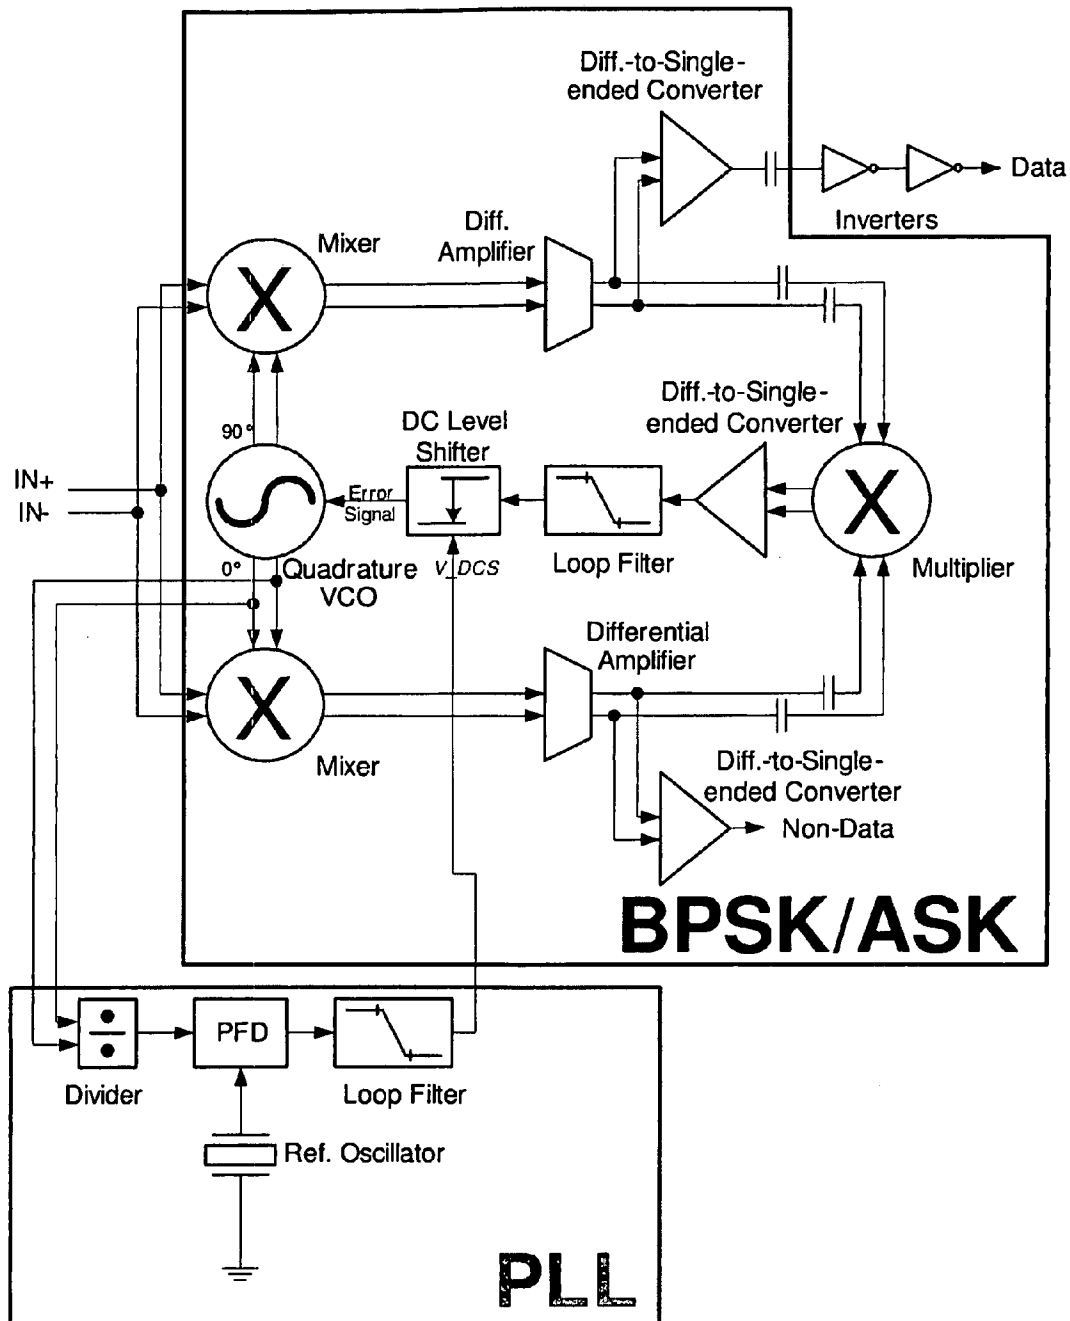 Diff.-to-Single-
ended Converter
Data
Inverters
Diff.
Amplifier
Mixer
Diff.-to-Single-
ended Converter
DC Level
Shifter
90°
IN+
IN-
Error
Signal
0°
Quadrature
VCO
V_DCS
Loop Filter
Multiplier
Differential
Amplifier
Mixer
Diff.-to-Single-
ended Converter
Non-Data
BPSK/ASK
PFD
Divider
Loop Filter
Ref. Oscillator
PLL